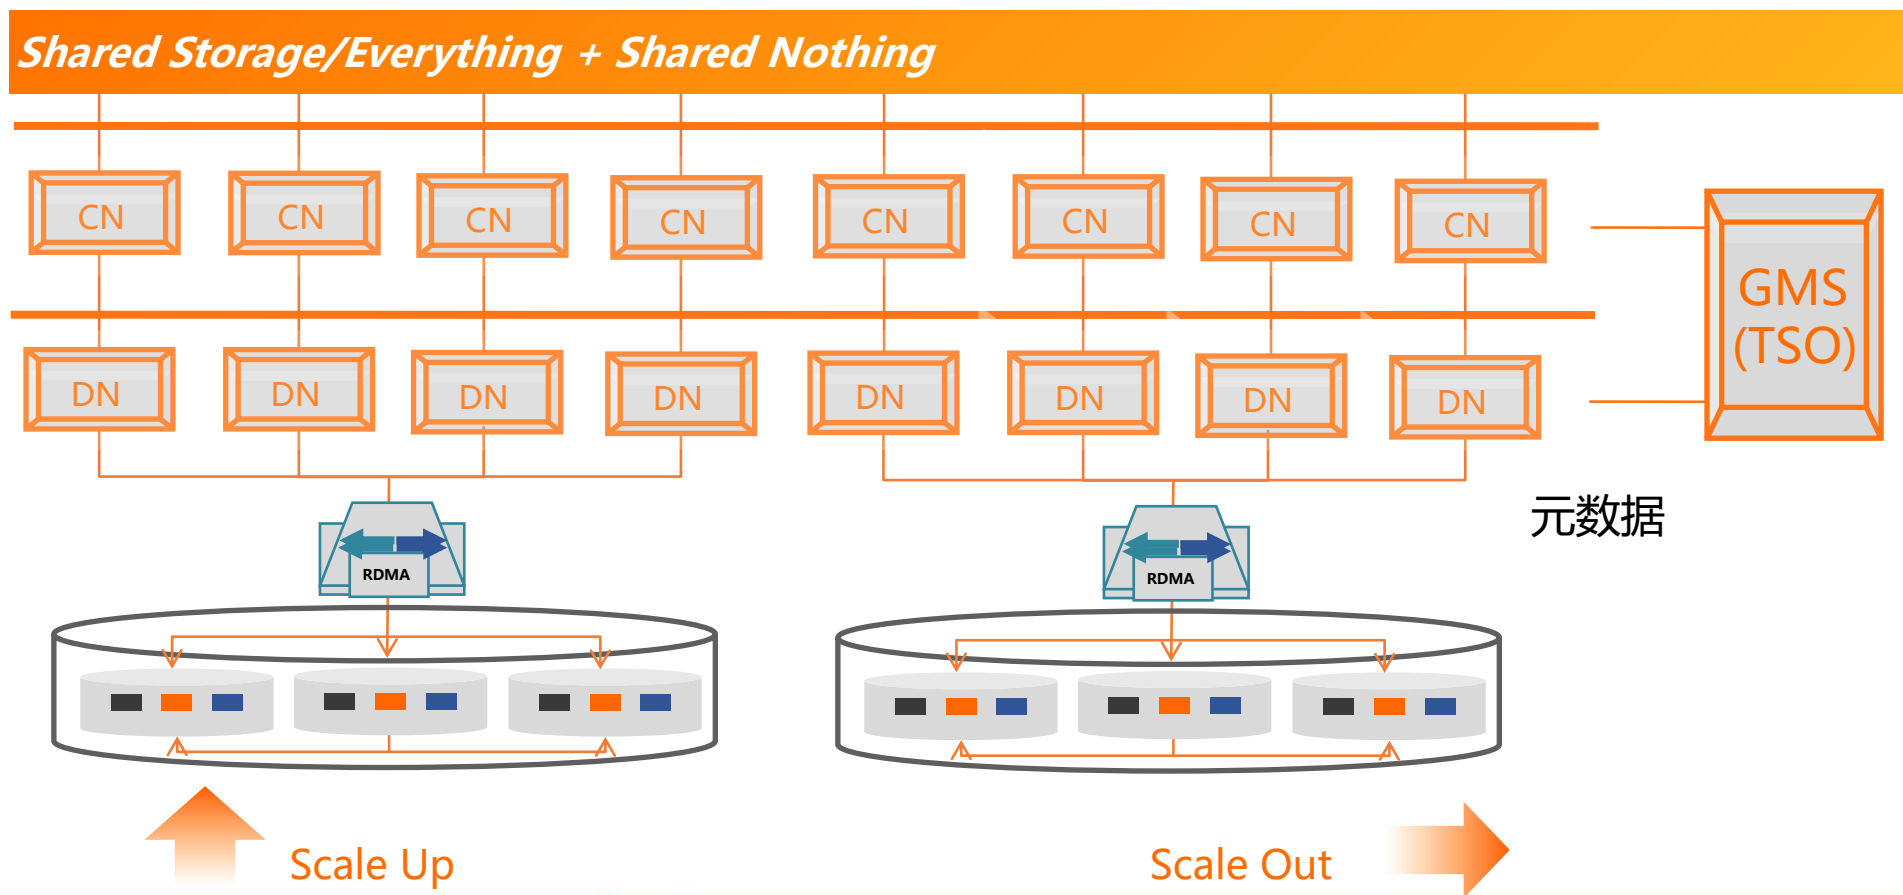 Shared Storage/Everything + Shared Nothing
CN
CN
CN
CN
CN
CN
CN
CN
GMS
(TSO)
DN
DN
DN
DN
DN
DN
DN
DN
元数据
RDMA
RDMA
Scale Up
Scale Out